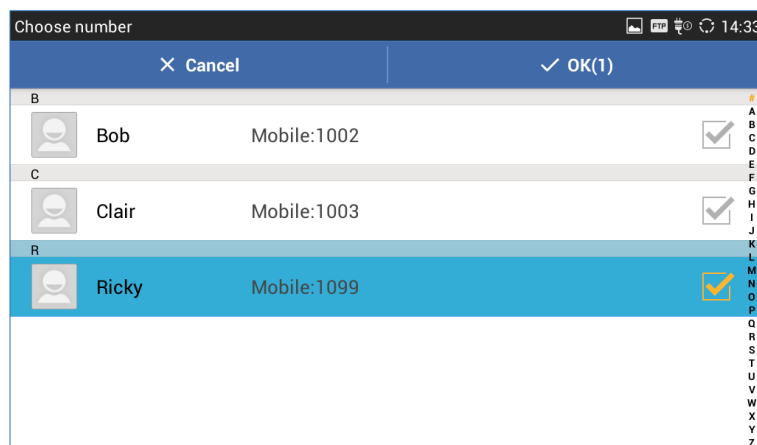 Choose number
FTP
14:33
Cancel
OK(1)
B
Bob Mobile:1002
C
Clair Mobile:1003
R
Ricky Mobile:1099
#
A
B
C
D
E
F
G
H
I
J
K
L
M
N
O
P
Q
R
S
T
U
V
W
X
Y
Z